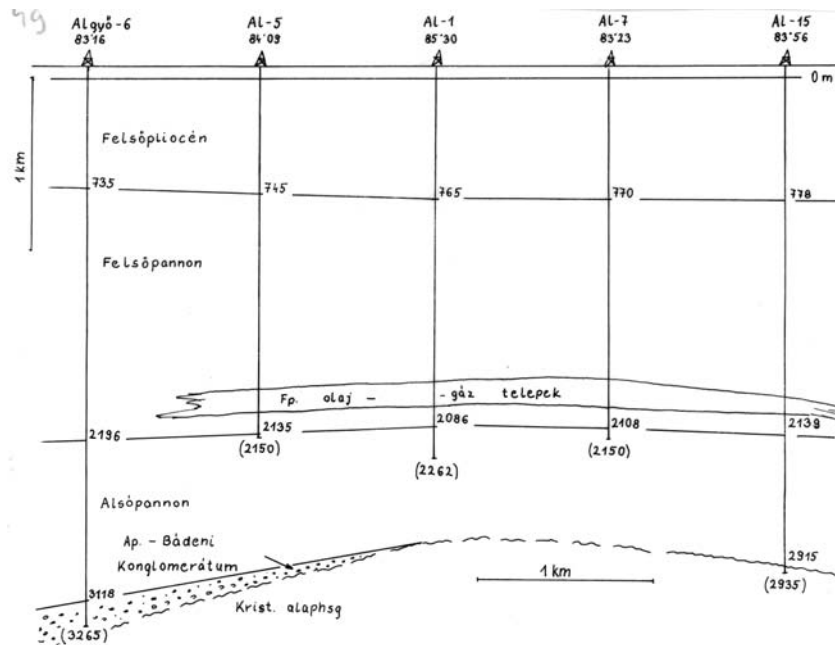 49
Algyő-6 Al-5 Al-1 Al-7 Al-15
83·16 84·09 85·30 83·23 83·56
0 m
1 km
Felsőpliocén
735 745 765 770 778
Felsőpannon
Fp. olaj - - gáz telepek
2196 2135 2086 2108 2139
(2150) (2262) (2150)
Alsópannon
Ap. - Bádeni
Konglomerátum
2915
1 km
(2935)
3118
Krist. alaphsg
(3265)